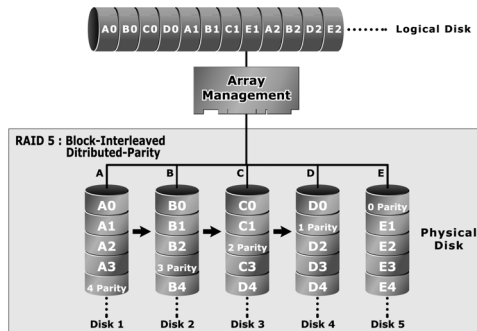 A0 B0 C0 D0 A1 B1 C1 E1 A2 B2 D2 E2
Logical Disk
Array
Management
RAID 5 : Block-Interleaved
Ditributed-Parity
A B C D E
A0 B0 C0 D0 0 Parity
A1 B1 C1 1 Parity E1
A2 B2 2 Parity D2 E2
A3 3 Parity C3 D3 E3
4 Parity B4 D4 D4 E4
Physical
Disk
Disk 1 Disk 2 Disk 3 Disk 4 Disk 5